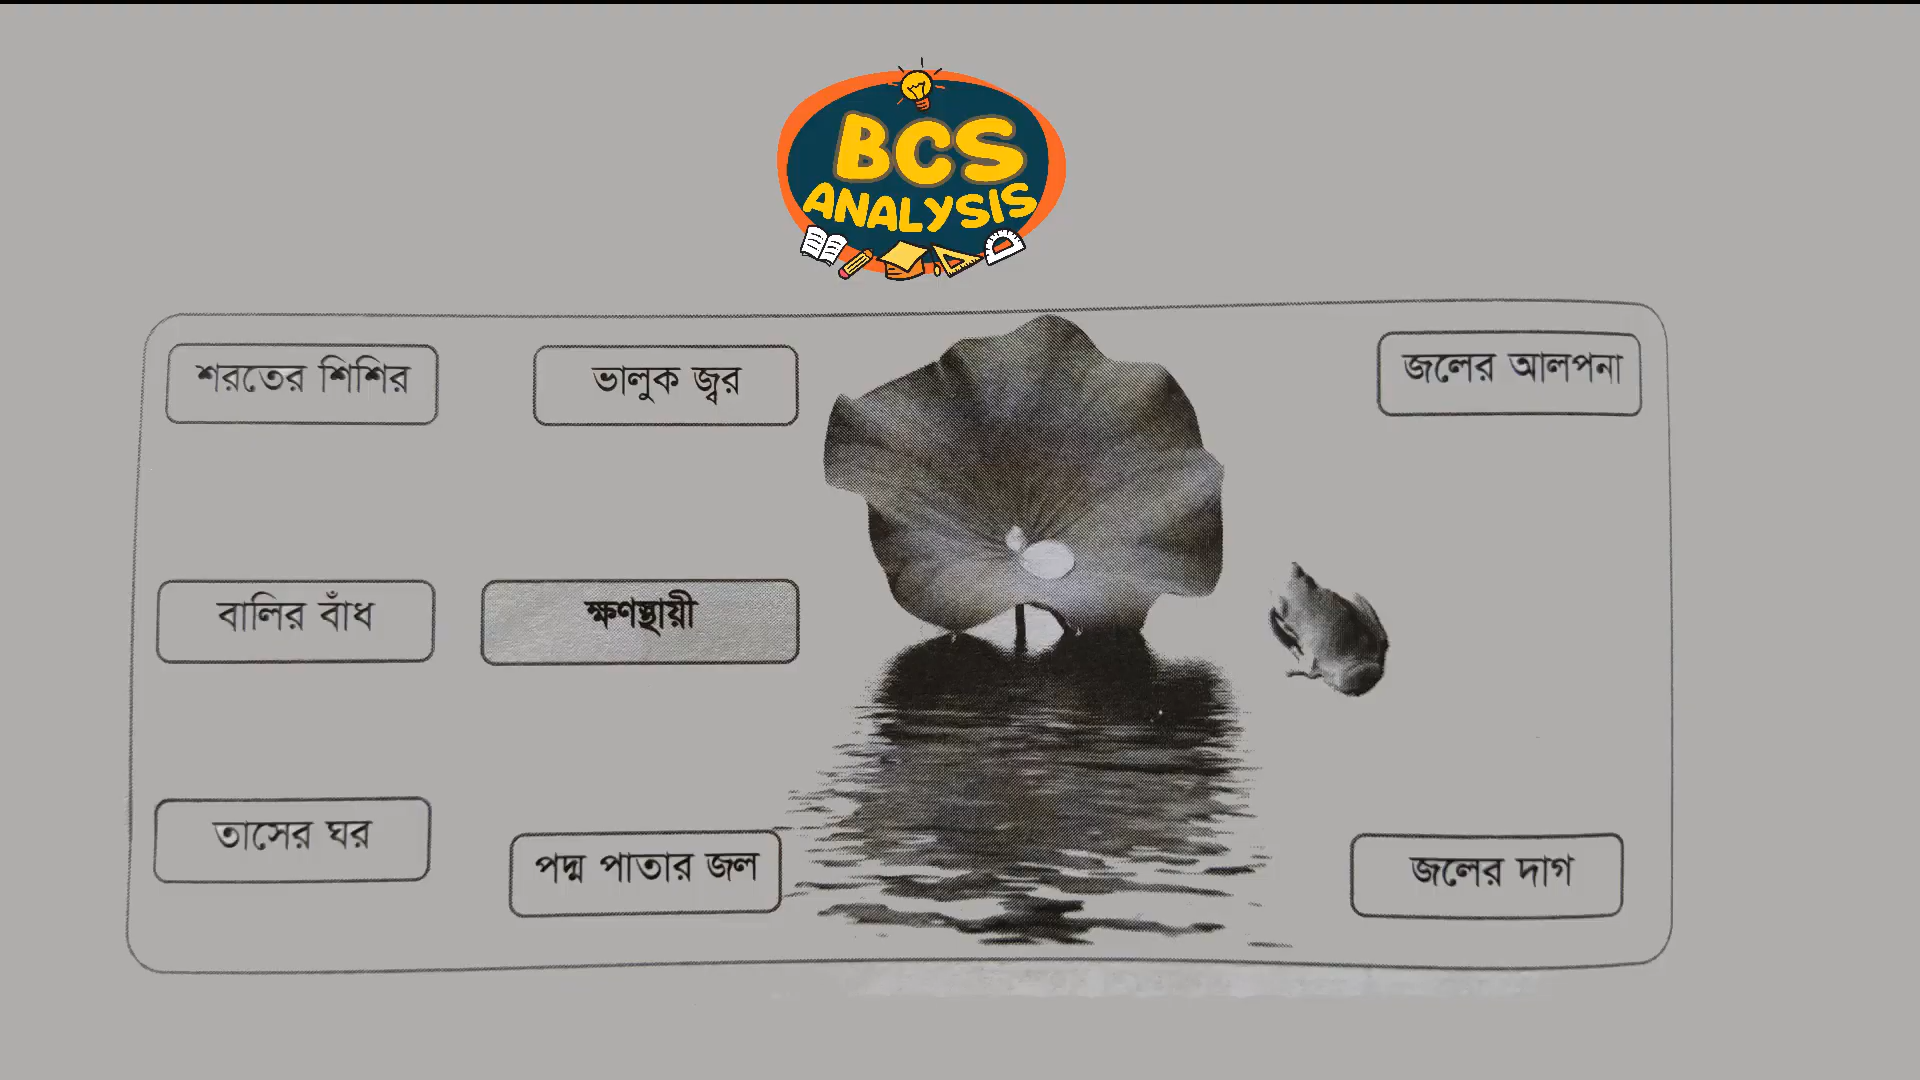 BCS
ANALYSIS
শরতের শিশির
ভালুক জ্বর
জলের আলপনা
বালির বাঁধ
ক্ষণস্থায়ী
তাসের ঘর
পদ্ম পাতার জল
জলের দাগ